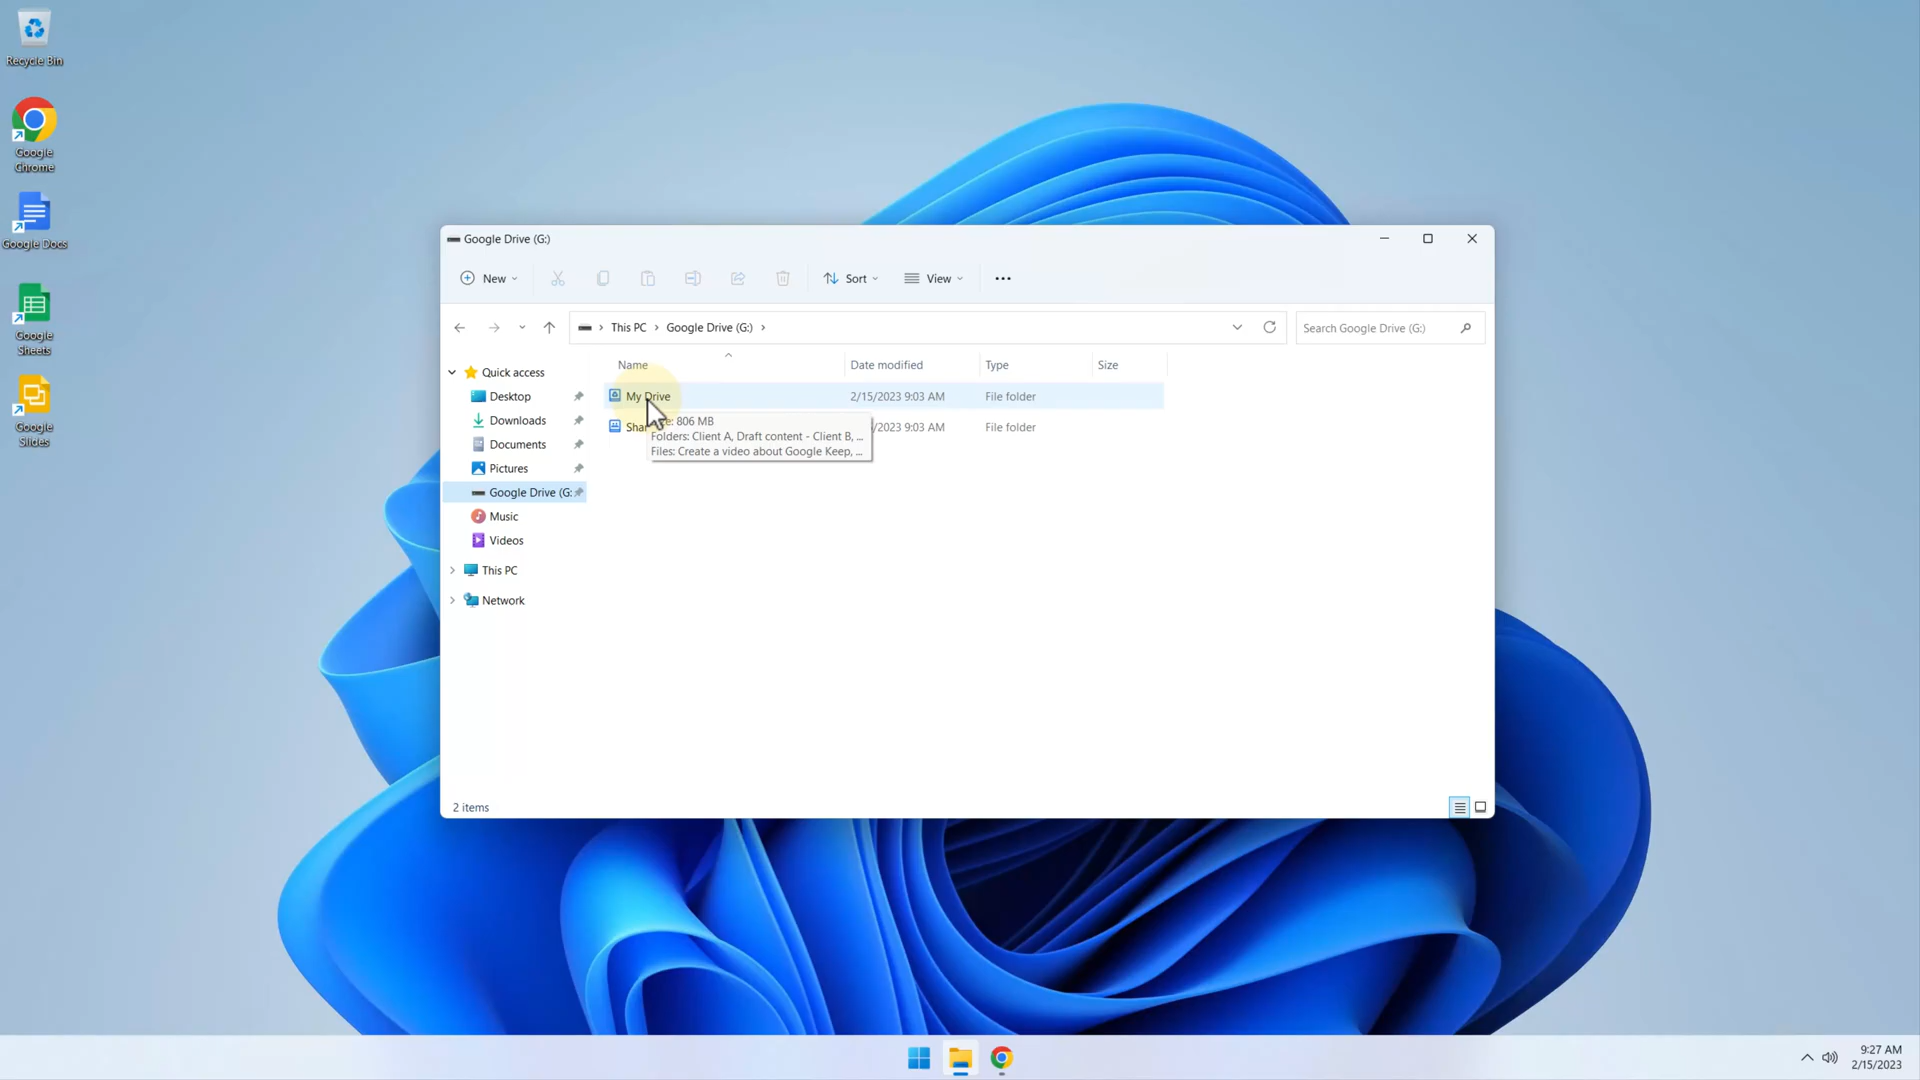 Recycle Bin
Google
Chrome
Google Docs
Google
Sheets
Google
Slides
Google Drive (G:)
New
Sort
View
This PC
Google Drive (G:)
Search Google Drive (G:)
Name
Date modified
Type
Size
Quick access
Desktop
Downloads
Documents
Pictures
Google Drive (G:
Music
Videos
This PC
Network
My Drive
2/15/2023 9:03 AM
File folder
/2023 9:03 AM
File folder
806 MB
Folders: Client A, Draft content - Client B, ...
Files: Create a video about Google Keep, ...
2 items
9:27 AM
2/15/2023